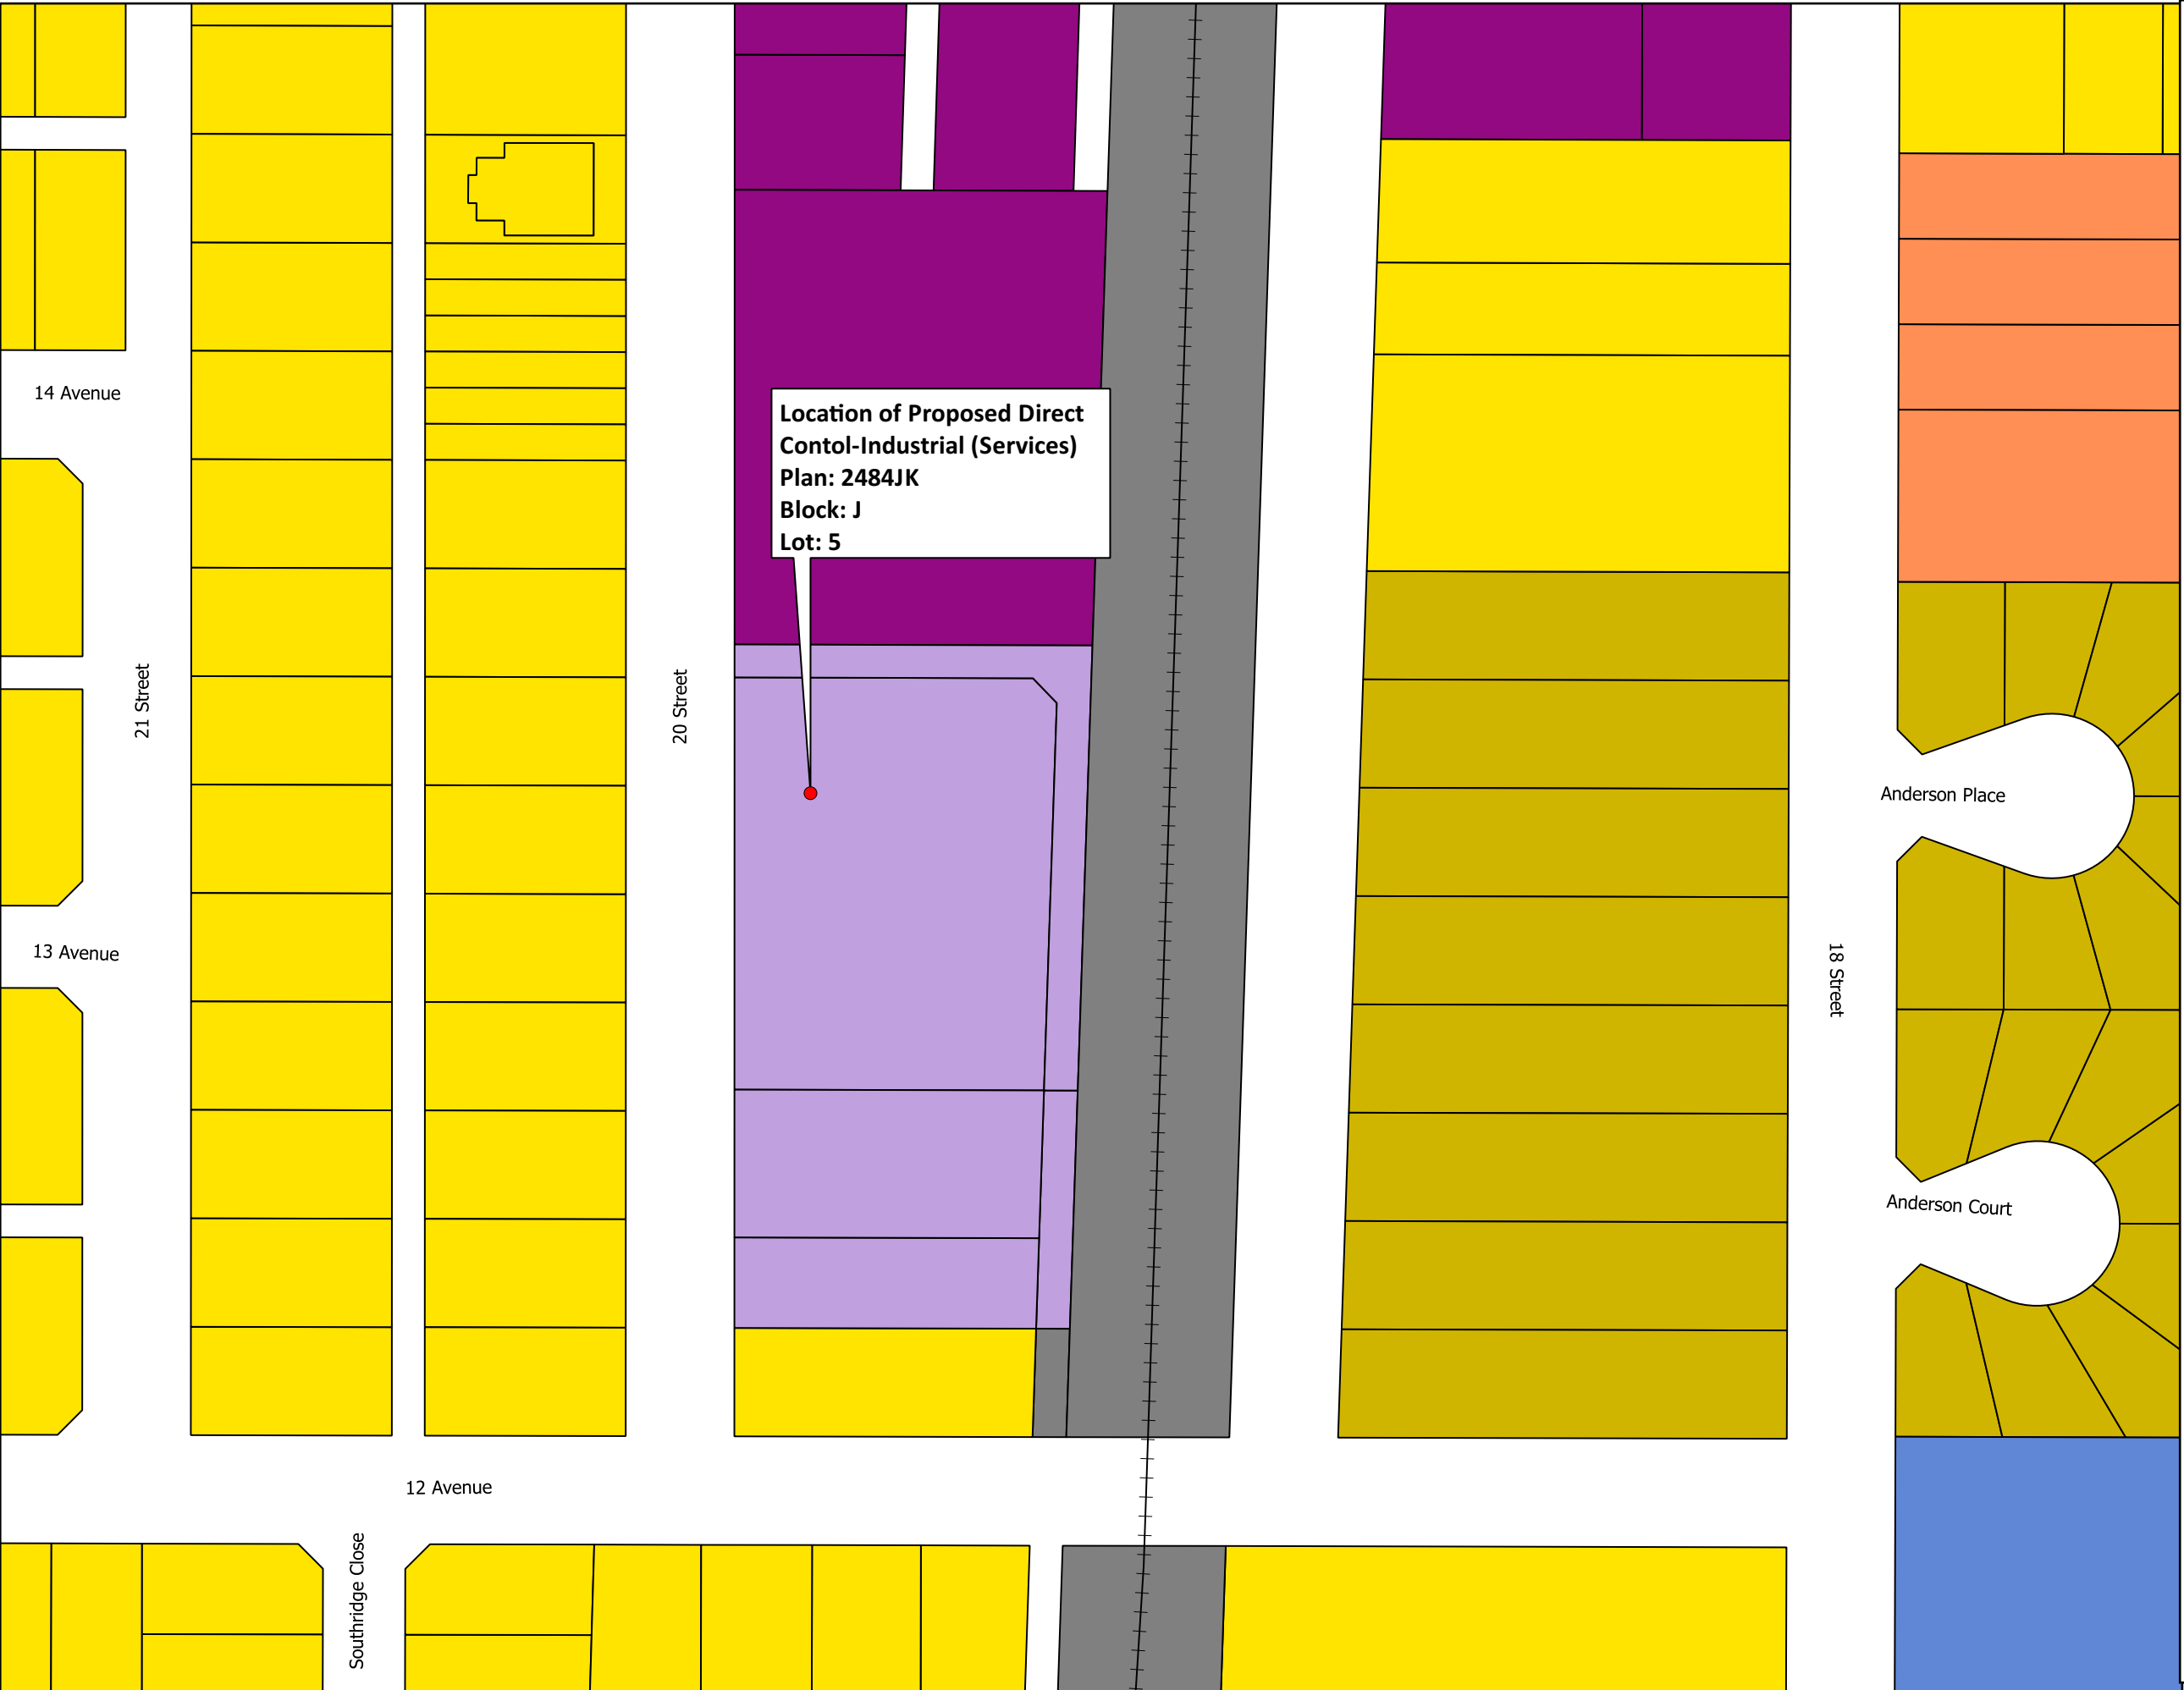 14 Avenue
Location of Proposed Direct
Contol-Industrial (Services)
Plan: 2484JK
Block: J
Lot: 5
21 Street
20 Street
Anderson Place
13 Avenue
18 Street
Anderson Court
12 Avenue
Southridge Close